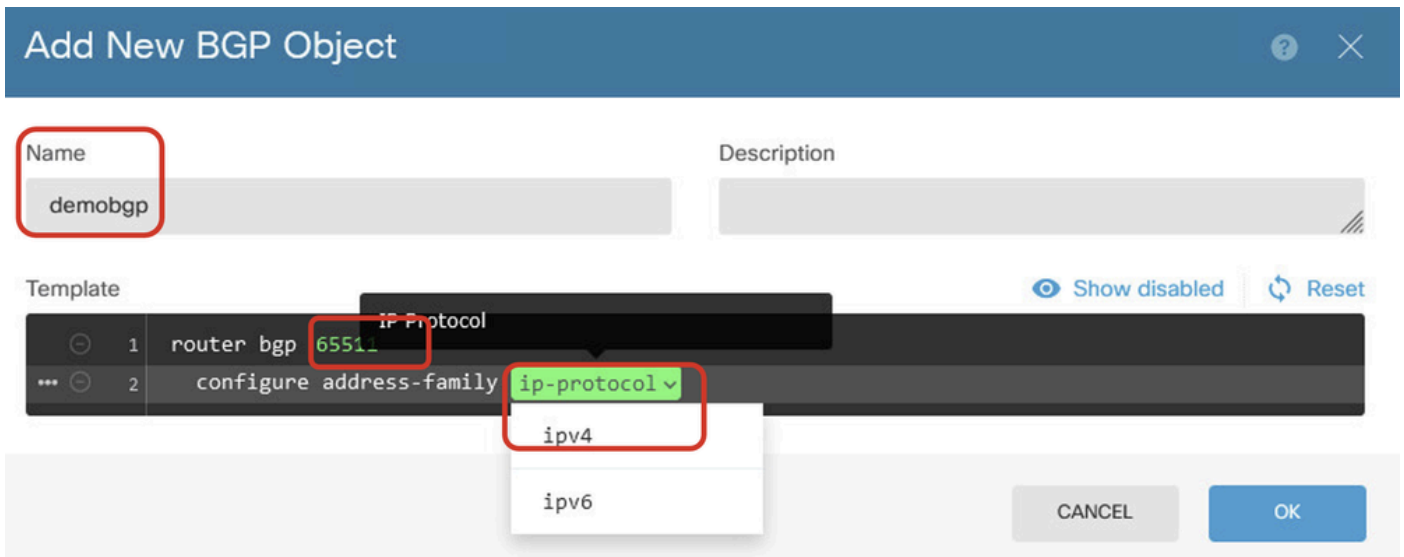 Add New BGP Object
Name
Description
demobgp
Template
Show disabled
Reset
IP Protocol
1 router bgp 65511
2 configure address-family ip-protocol
ipv4
ipv6
CANCEL
OK